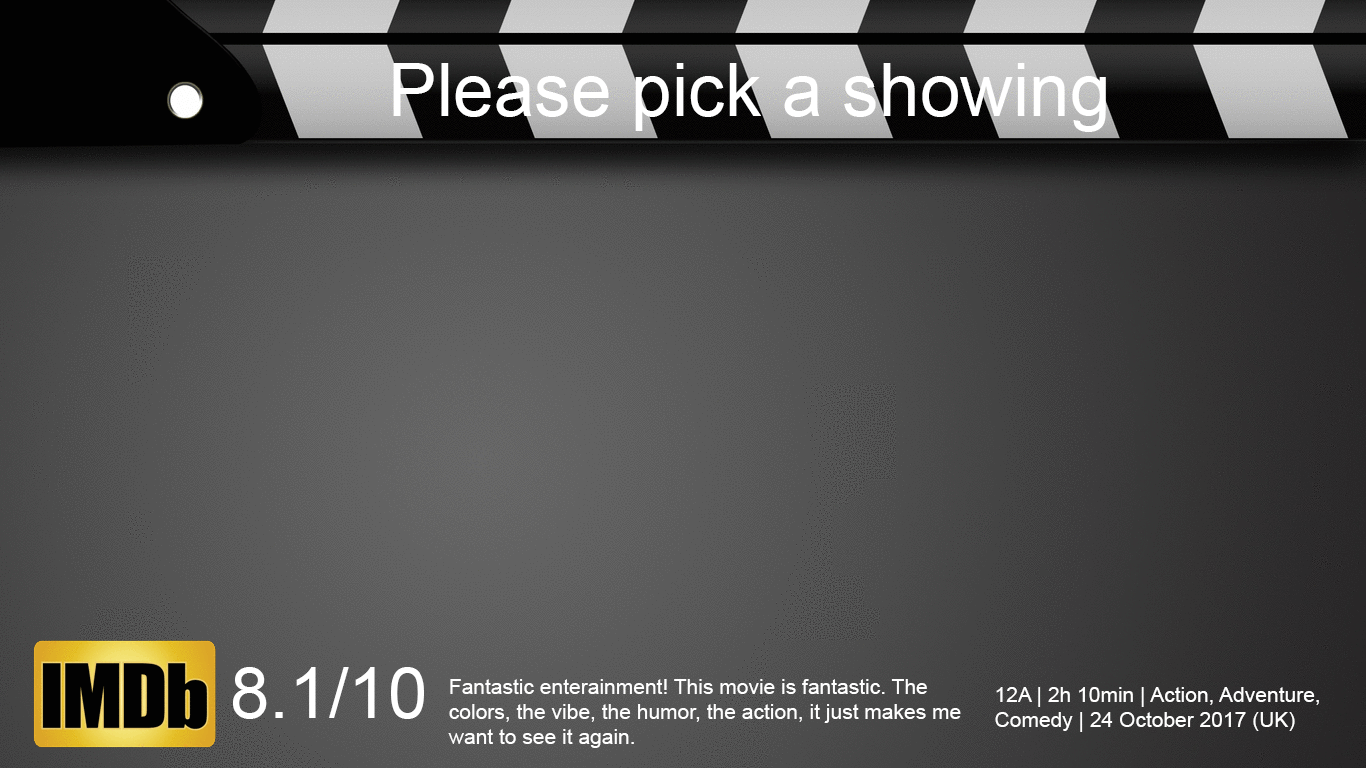 Please pick a showing
IMDb
8.1/10
Fantastic enterainment! This movie is fantastic. The
colors, the vibe, the humor, the action, it just makes me
want to see it again.
12A | 2h 10min | Action, Adventure,
Comedy | 24 October 2017 (UK)